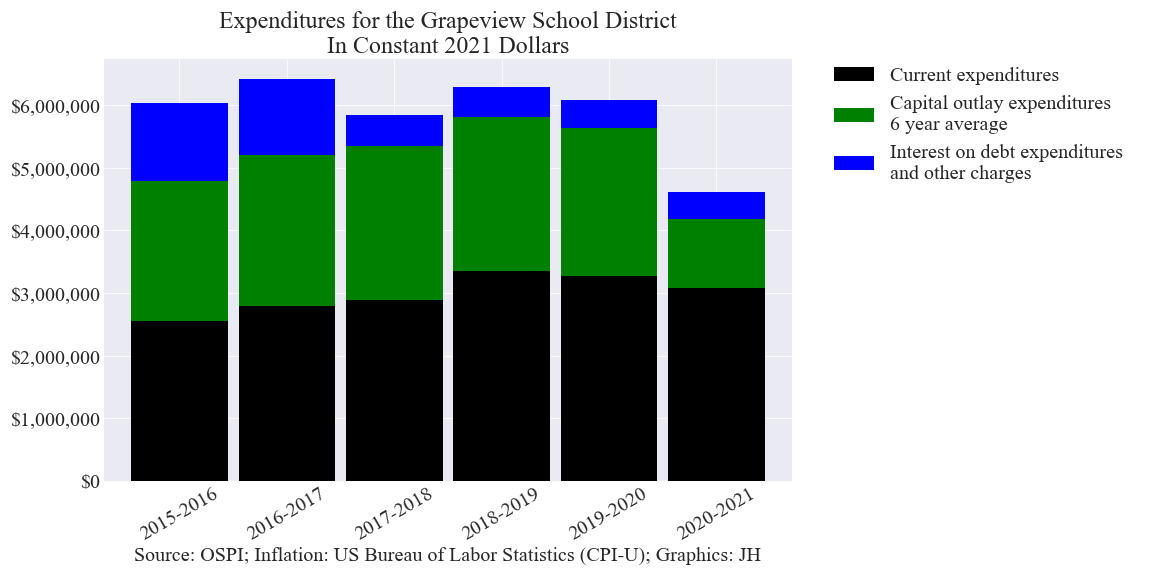 Expenditures for the Grapeview School District
In Constant 2021 Dollars
Current expenditures
Capital outlay expenditures
6 year average
Interest on debt expenditures
and other charges
$6,000,000
$5,000,000
$4,000,000
$3,000,000
$2,000,000
$1,000,000
$0
2015-2016
2016-2017
2017-2018
2018-2019
2019-2020
2020-2021
Source: OSPI; Inflation: US Bureau of Labor Statistics (CPI-U); Graphics: JH